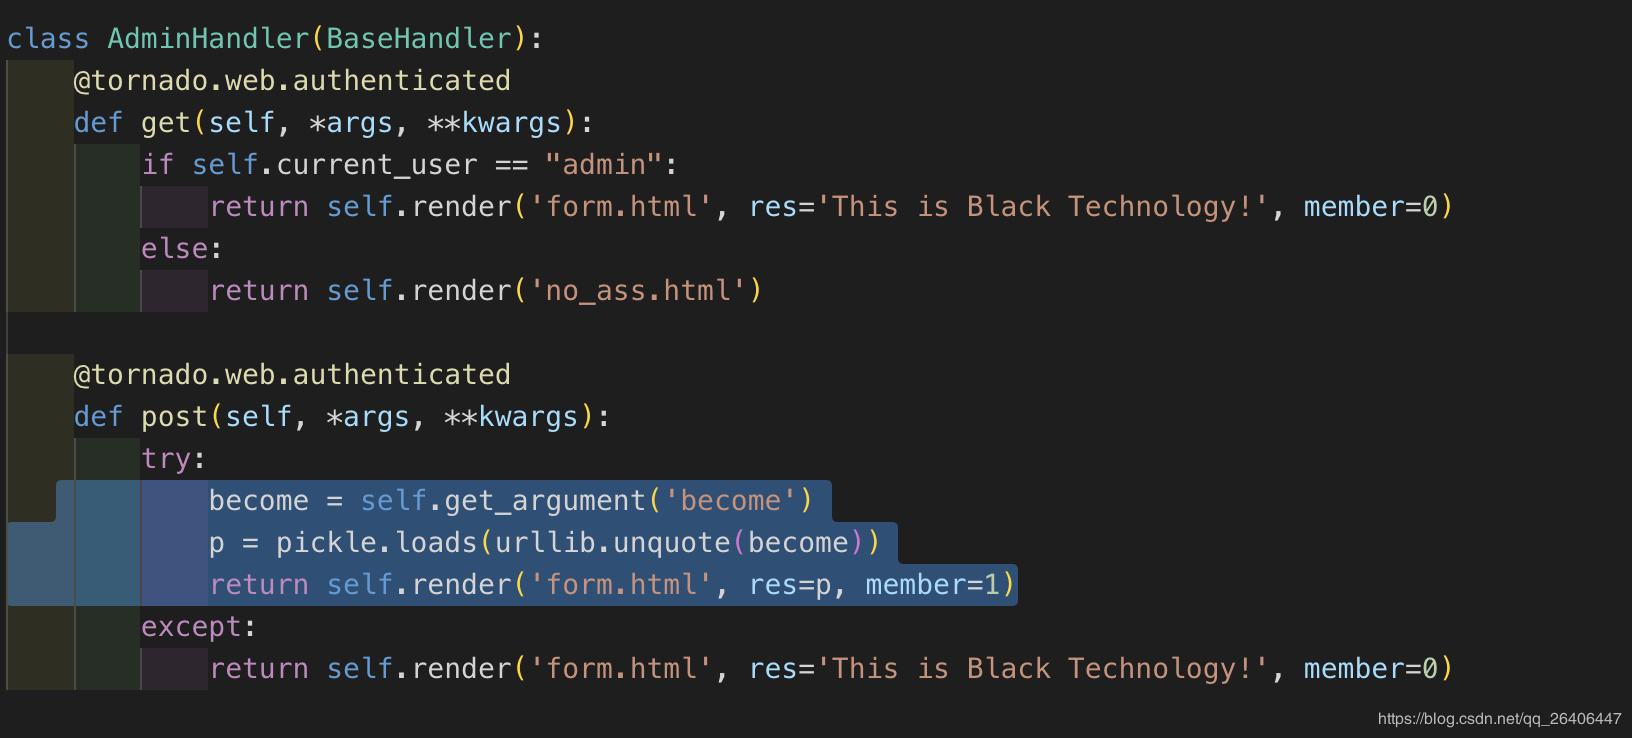 class AdminHandler(BaseHandler):
    @tornado.web.authenticated
    def get(self, *args, **kwargs):
        if self.current_user == "admin":
            return self.render('form.html', res='This is Black Technology!', member=0)
        else:
            return self.render('no_ass.html')

    @tornado.web.authenticated
    def post(self, *args, **kwargs):
        try:
            become = self.get_argument('become')
            p = pickle.loads(urllib.unquote(become))
            return self.render('form.html', res=p, member=1)
        except:
            return self.render('form.html', res='This is Black Technology!', member=0)
https://blog.csdn.net/qq_26406447